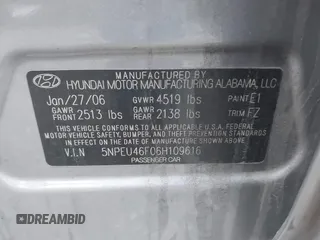 MANUFACTURED BY
HYUNDAI MOTOR MANUFACTURING ALABAMA, LLC
Jan/27/06 GVWR 4519 lbs PAINT E1
GAWR FRONT 2513 lbs GAWR REAR 2138 lbs TRIM FZ
THIS VEHICLE CONFORMS TO ALL APPLICABLE U.S. FEDERAL
MOTOR VEHICLE SAFETY, BUMPER, AND THEFT PREVENTION
STANDARDS IN EFFECT ON THE DATE OF MANUFACTURE SHOWN ABOVE.
V.I.N 5NPEU46F06H109616
PASSENGER CAR